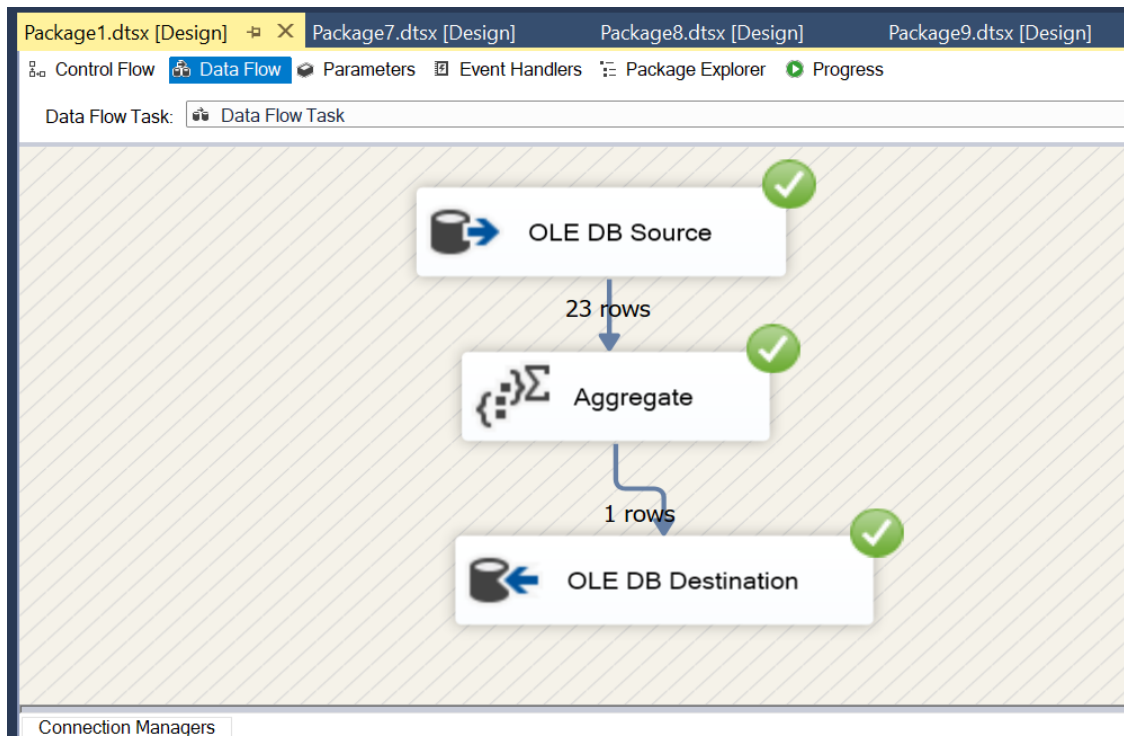 Package1.dtsx [Design] Package7.dtsx [Design] Package8.dtsx [Design] Package9.dtsx [Design]
Control Flow Data Flow Parameters Event Handlers Package Explorer Progress
Data Flow Task: Data Flow Task
OLE DB Source
23 rows
Aggregate
1 rows
OLE DB Destination
Connection Managers